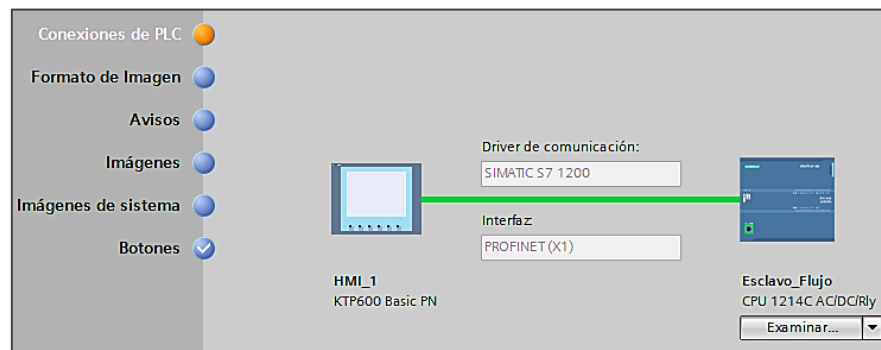 Conexiones de PLC
Formato de Imagen
Avisos
Imágenes
Imágenes de sistema
Botones
Driver de comunicación:
SIMATIC S7 1200
Interfaz
PROFINET (X1)
HMI_1
KTP600 Basic PN
Esclavo_Flujo
CPU 1214C AC/DC/Rly
Examinar...